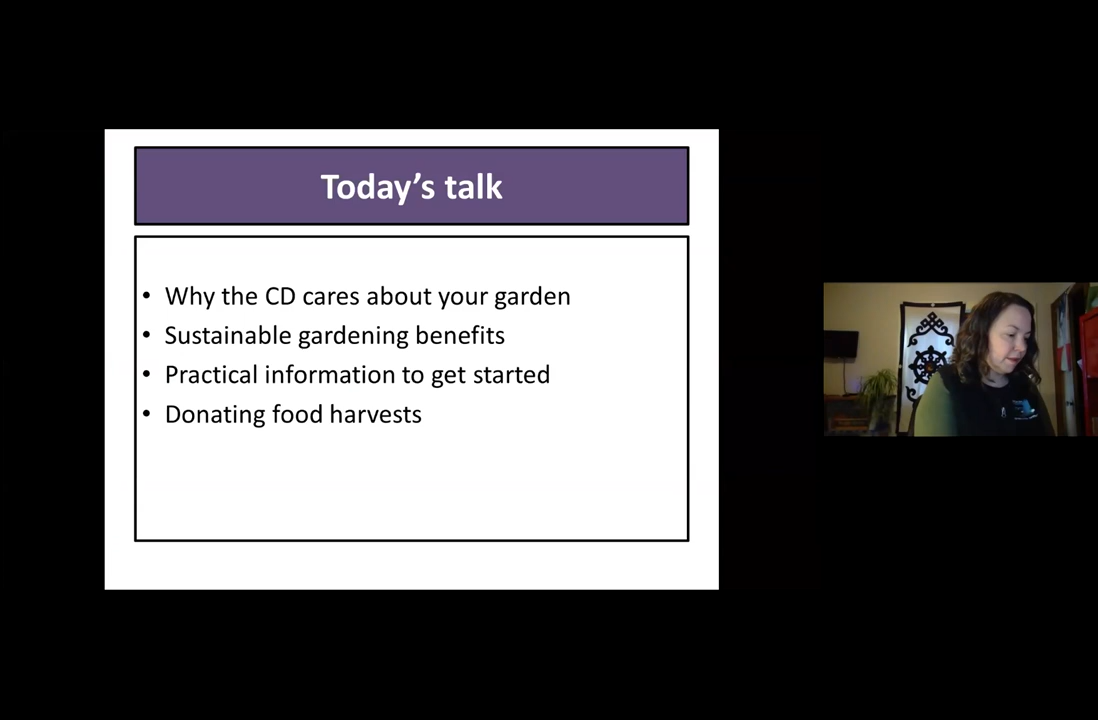 Today's talk
• Why the CD cares about your garden
• Sustainable gardening benefits
• Practical information to get started
• Donating food harvests